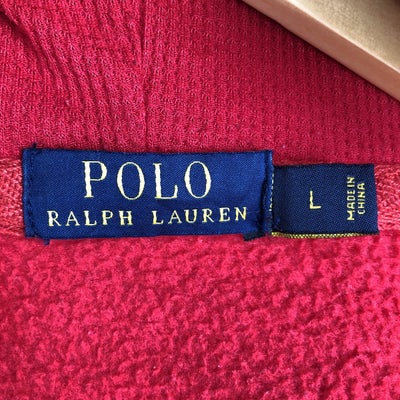 POLO
RALPH LAUREN
L
MADE IN
CHINA